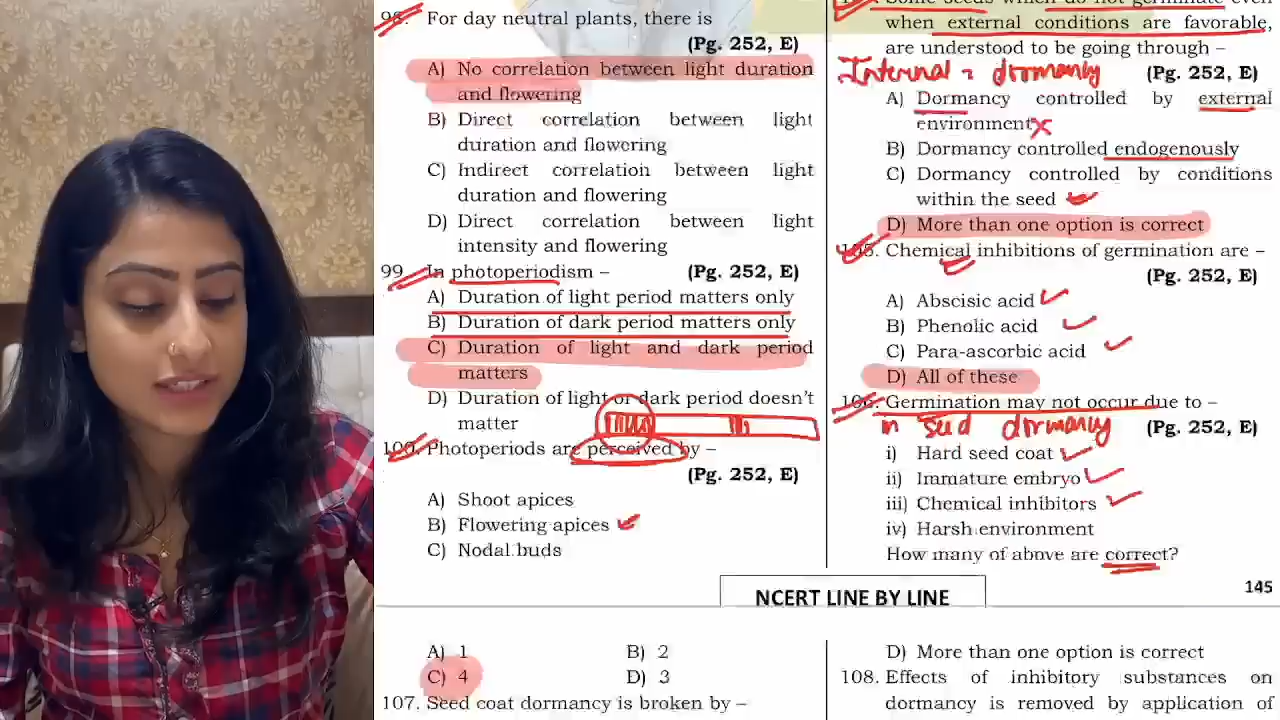 98. For day neutral plants, there is
(Pg. 252, E)
A) No correlation between light duration
and flowering
B) Direct correlation between light
duration and flowering
C) Indirect correlation between light
duration and flowering
D) Direct correlation between light
intensity and flowering
99. In photoperiodism – (Pg. 252, E)
A) Duration of light period matters only
B) Duration of dark period matters only
C) Duration of light and dark period
matters
D) Duration of light or dark period doesn't
matter
100. Photoperiods are perceived by –
(Pg. 252, E)
A) Shoot apices
B) Flowering apices
C) Nodal buds
Some seeds which do not germinate even
when external conditions are favorable,
are understood to be going through –
Internal dormancy (Pg. 252, E)
A) Dormancy controlled by external
environment
B) Dormancy controlled endogenously
C) Dormancy controlled by conditions
within the seed
D) More than one option is correct
105. Chemical inhibitions of germination are –
(Pg. 252, E)
A) Abscisic acid
B) Phenolic acid
C) Para-ascorbic acid
D) All of these
106. Germination may not occur due to –
in seed dormancy (Pg. 252, E)
i) Hard seed coat
ii) Immature embryo
iii) Chemical inhibitors
iv) Harsh environment
How many of above are correct?
145
NCERT LINE BY LINE
A) 1 B) 2
C) 4 D) 3
107. Seed coat dormancy is broken by –
D) More than one option is correct
108. Effects of inhibitory substances on
dormancy is removed by application of